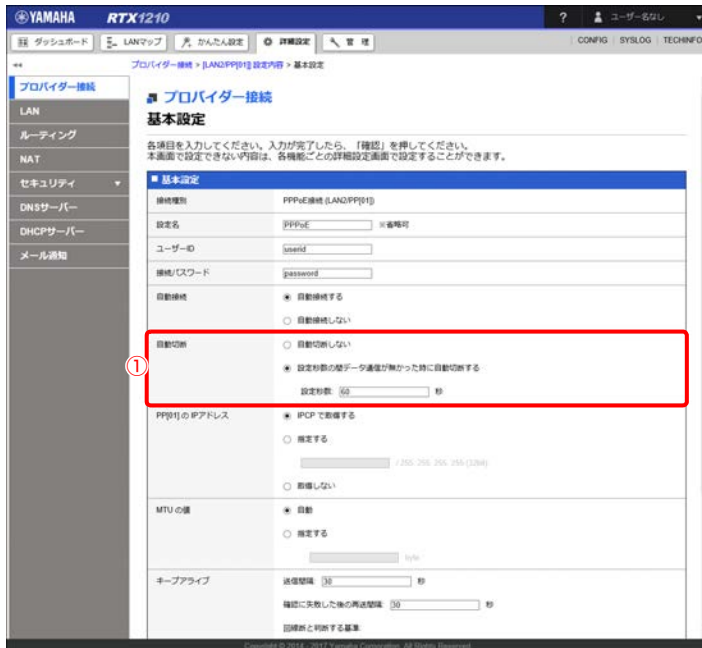 YAMAHA RTX1210 ? ユーザー名なし
ダッシュボード LANマップ かんたん設定 詳細設定 管理 CONFIG SYSLOG TECHINFO
プロバイダー接続 > [LAN2/PP[01]] 設定内容 > 基本設定
プロバイダー接続
LAN
ルーティング
NAT
セキュリティ
DNSサーバー
DHCPサーバー
メール通知
プロバイダー接続
基本設定
各項目を入力してください。入力が完了したら、「確認」を押してください。
本画面で設定できない内容は、各機能ごとの詳細設定画面で設定することができます。
■ 基本設定
接続種別 PPPoE接続 (LAN2/PP[01])
設定名 PPPoE ※省略可
ユーザーID userid
接続パスワード password
自動接続 自動接続する
自動接続しない
①
自動切断 自動切断しない
設定秒数の間データ通信が無かった時に自動切断する
設定秒数: 60 秒
PP[01] の IPアドレス IPCP で取得する
指定する
/ 255. 255. 255. 255 (32bit)
取得しない
MTU の値 自動
指定する
byte
キープアライブ 送信間隔: 30 秒
確認に失敗した後の再送間隔: 30 秒
回線断と判断する基準:
Copyright © 2014 - 2017 Yamaha Corporation. All Rights Reserved.